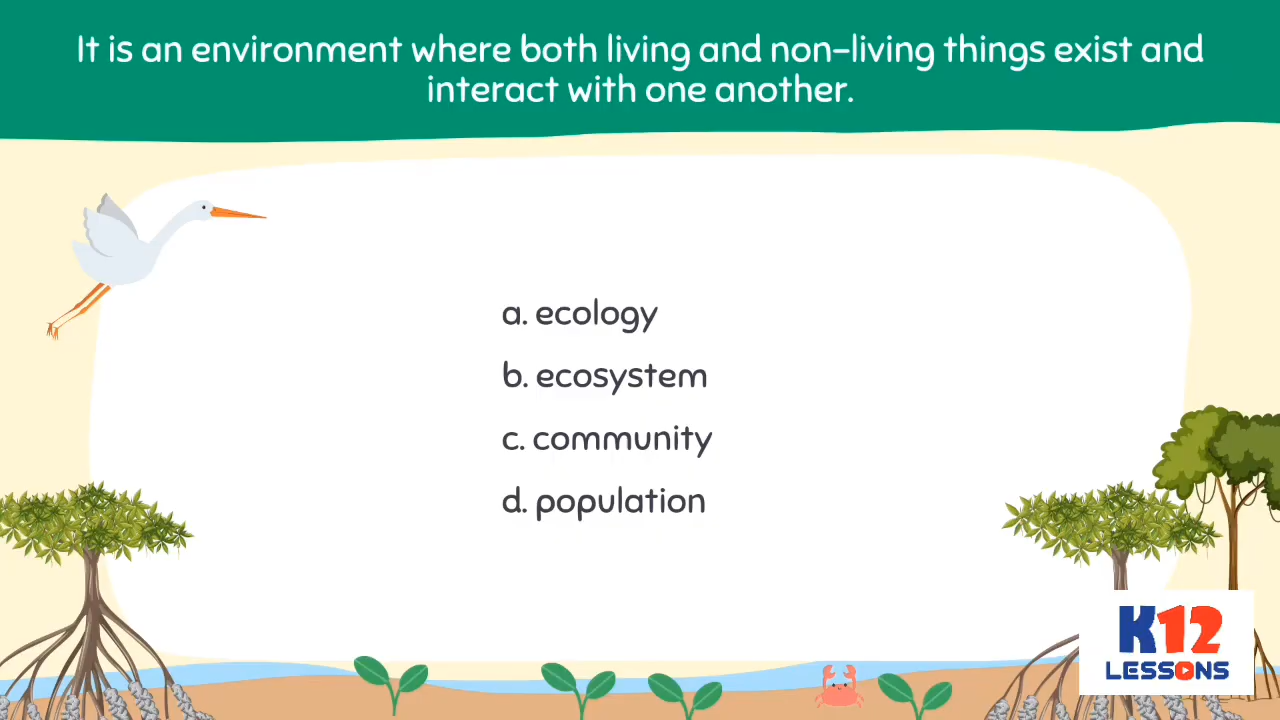 It is an environment where both living and non-living things exist and
interact with one another.
a. ecology
b. ecosystem
c. community
d. population
K12
LESSONS